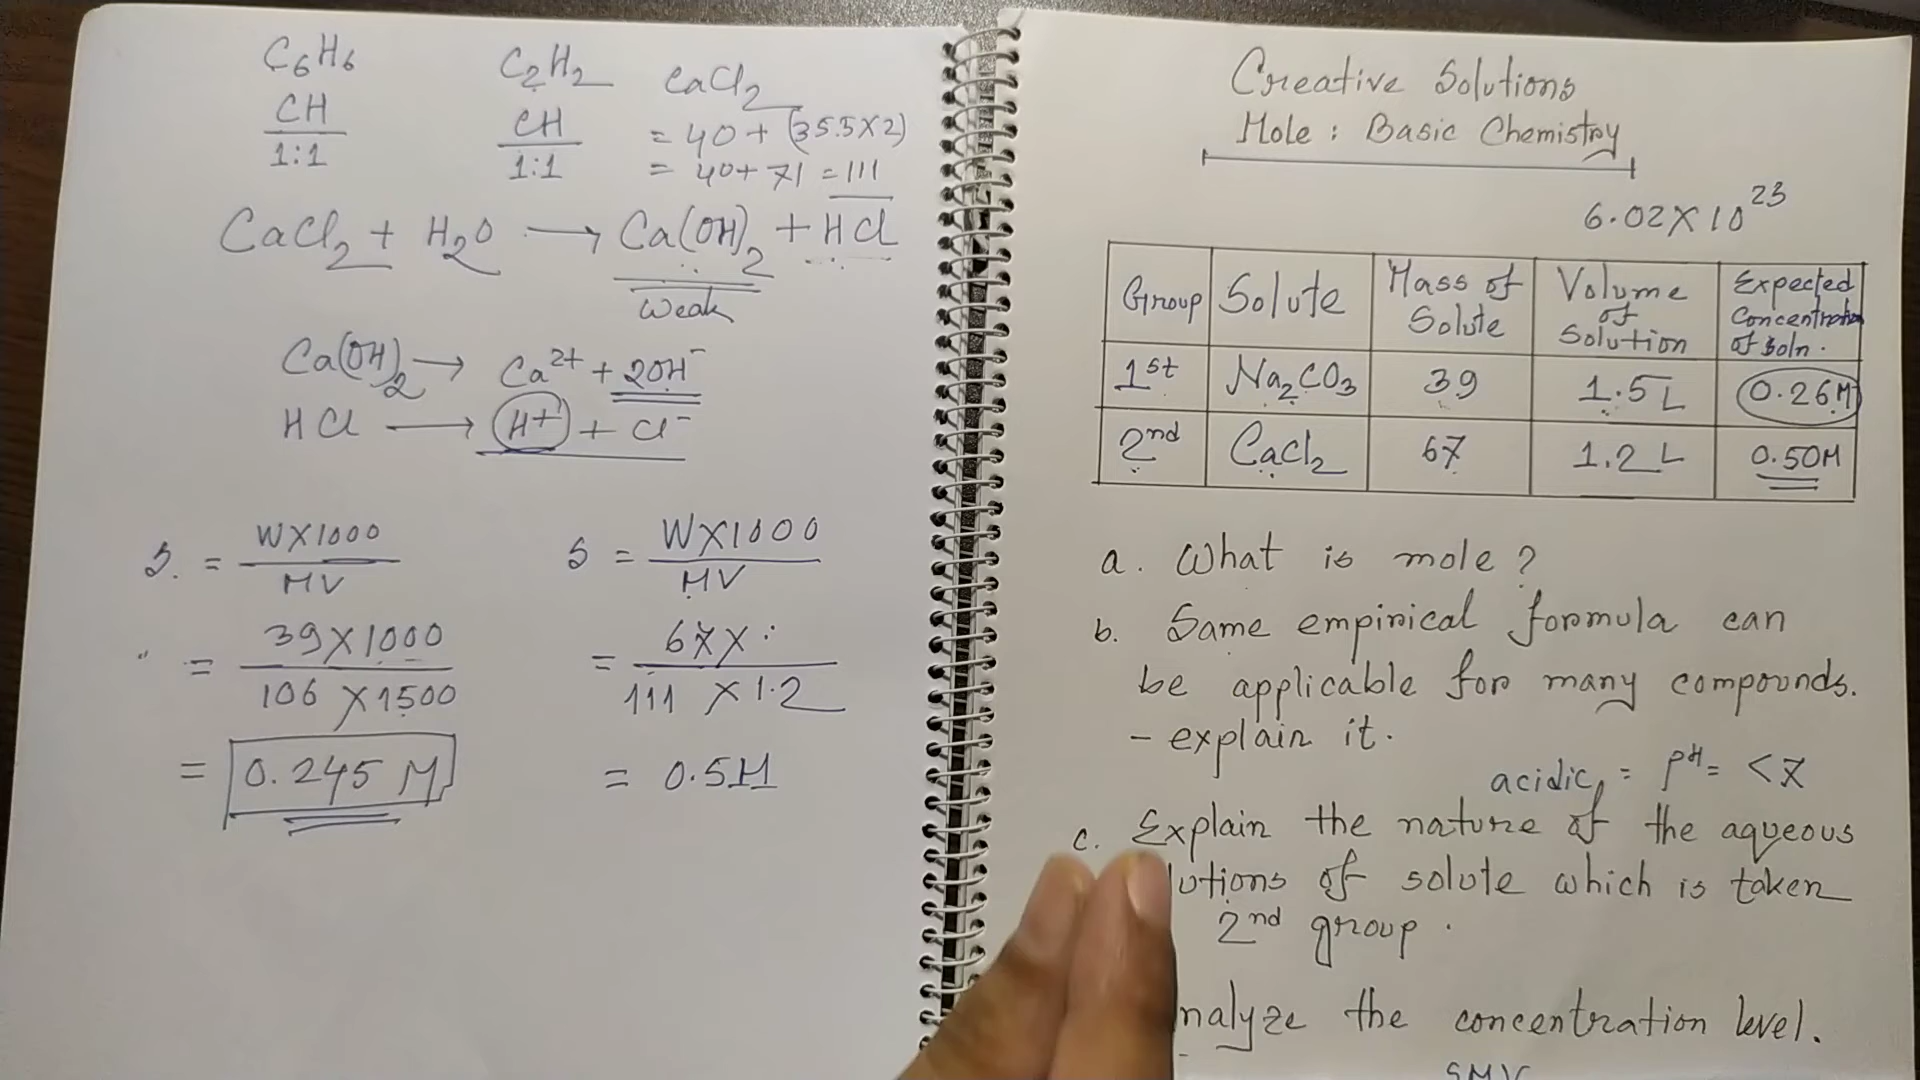 C₆H₆
CH
1:1
C₂H₂
CH
1:1
CaCl₂
= 40 + (35.5×2)
= 40+71 = 111
CaCl₂ + H₂O → Ca(OH)₂ + HCl
Weak
Ca(OH)₂ → Ca²⁺ + 2OH⁻
HCl → H⁺ + Cl⁻
S. = W×1000
MV
= 39×1000
106 ×1500
= 0.245 M
S = W×1000
MV
= 67×
111 × 1.2
= 0.5M
Creative Solutions
Mole : Basic Chemistry
6.02×10²³
Group Solute Mass of Solute Volume of Solution Expected Concentration of soln.
1st Na₂CO₃ 39 1.5 L 0.26M
2nd CaCl₂ 67 1.2 L 0.50M
a. What is mole?
b. Same empirical formula can
be applicable for many compounds.
- explain it.
acidic, = pH = <7
c. Explain the nature of the aqueous
lutions of solute which is taken
2nd group.
nalyze the concentration level.